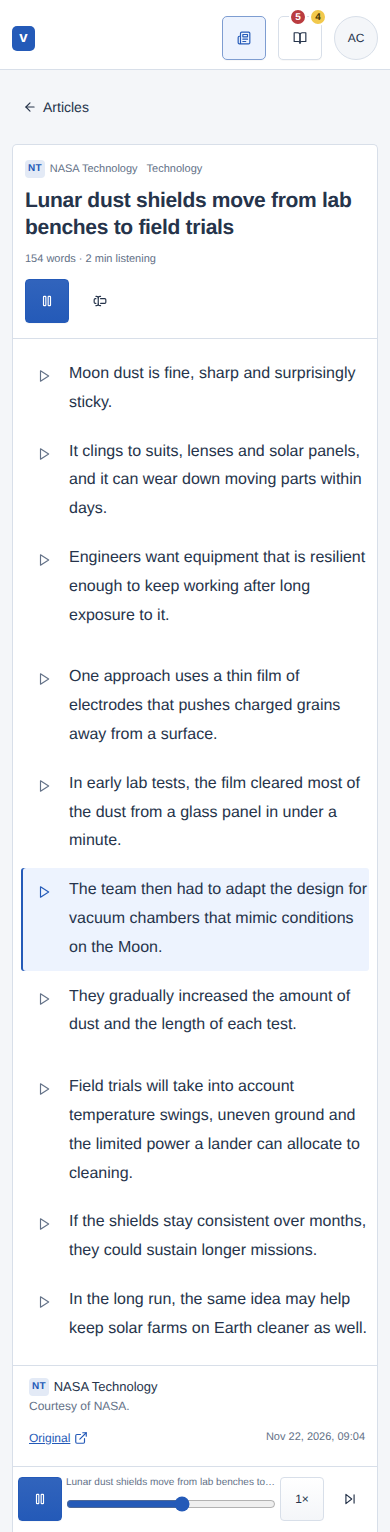 V
5
4
AC
Articles
NT NASA Technology Technology
Lunar dust shields move from lab
benches to field trials
154 words · 2 min listening
Moon dust is fine, sharp and surprisingly
sticky.
It clings to suits, lenses and solar panels,
and it can wear down moving parts within
days.
Engineers want equipment that is resilient
enough to keep working after long
exposure to it.
One approach uses a thin film of
electrodes that pushes charged grains
away from a surface.
In early lab tests, the film cleared most of
the dust from a glass panel in under a
minute.
The team then had to adapt the design for
vacuum chambers that mimic conditions
on the Moon.
They gradually increased the amount of
dust and the length of each test.
Field trials will take into account
temperature swings, uneven ground and
the limited power a lander can allocate to
cleaning.
If the shields stay consistent over months,
they could sustain longer missions.
In the long run, the same idea may help
keep solar farms on Earth cleaner as well.
NT NASA Technology
Courtesy of NASA.
Original
Nov 22, 2026, 09:04
Lunar dust shields move from lab benches to…
1×